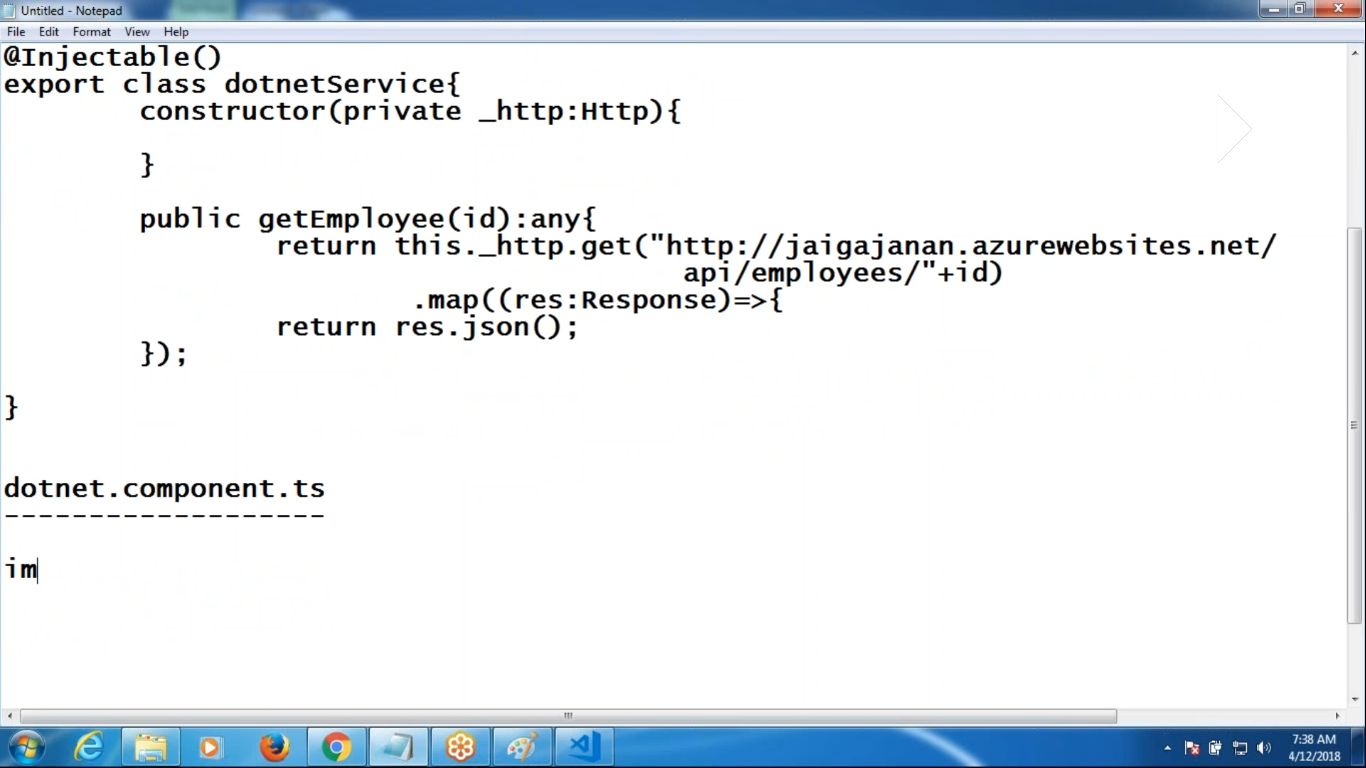 Untitled - Notepad
File Edit Format View Help
@Injectable()
export class dotnetService{
constructor(private _http:Http){
}
public getEmployee(id):any{
return this._http.get("http://jaigajanan.azurewebsites.net/
api/employees/"+id)
.map((res:Response)=>{
return res.json();
});
}
dotnet.component.ts
-------------------
im
7:38 AM
4/12/2018